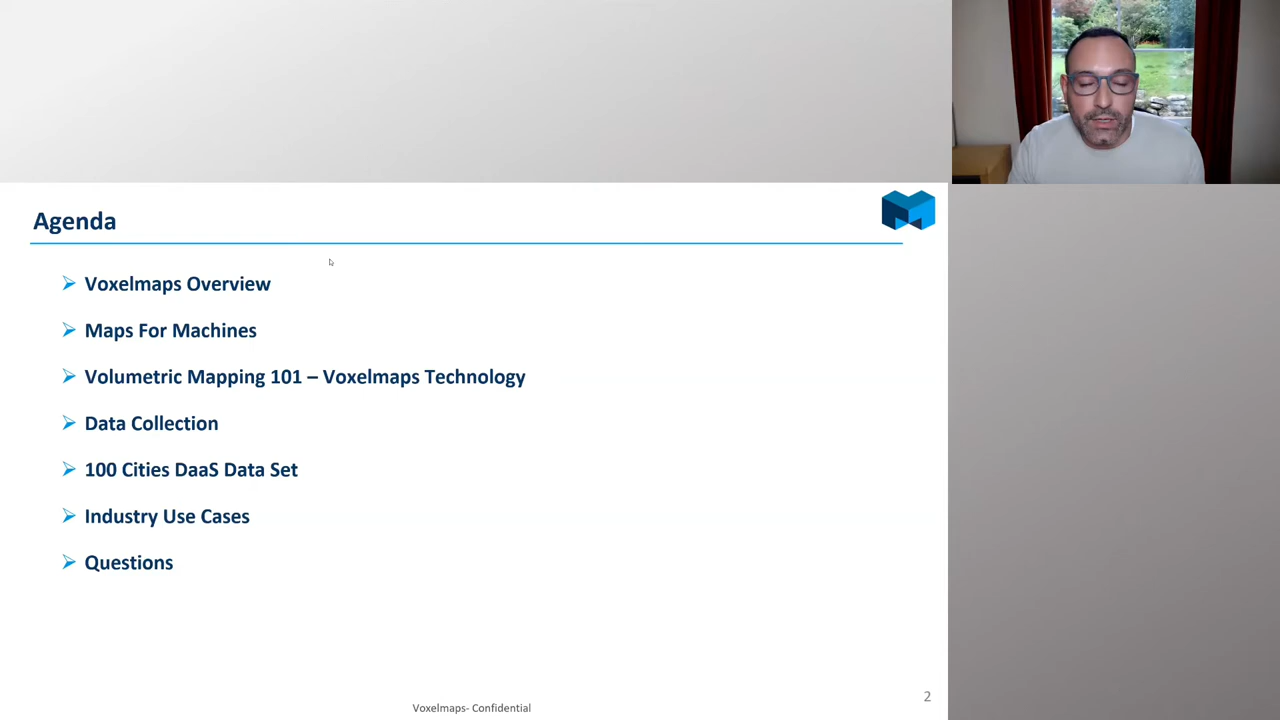 Agenda
Voxelmaps Overview
Maps For Machines
Volumetric Mapping 101 – Voxelmaps Technology
Data Collection
100 Cities DaaS Data Set
Industry Use Cases
Questions
Voxelmaps- Confidential
2